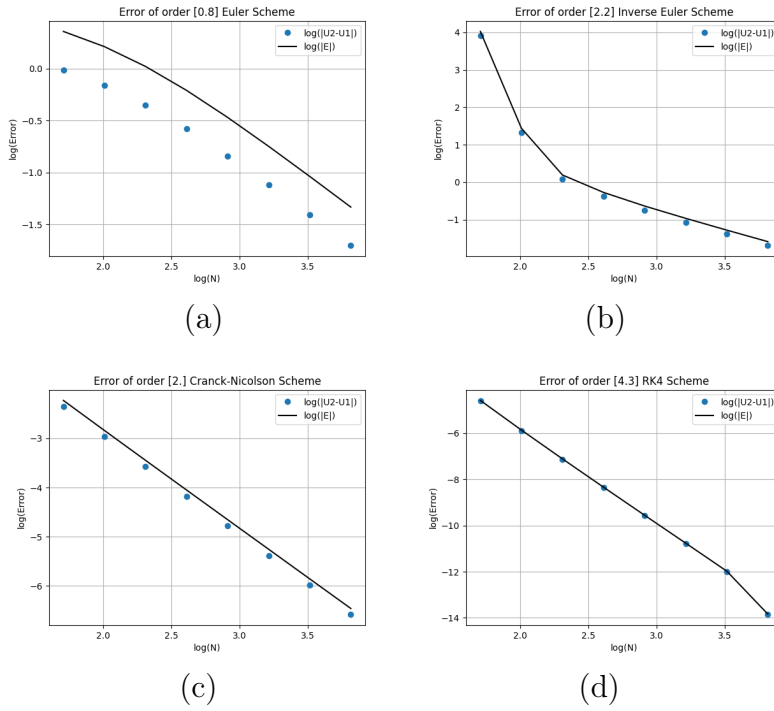 Error of order [0.8] Euler Scheme
log(|U2-U1|)
log(|E|)
0.0
−0.5
−1.0
−1.5
log(Error)
2.0 2.5 3.0 3.5
log(N)
(a)
Error of order [2.2] Inverse Euler Scheme
log(|U2-U1|)
log(|E|)
4
3
2
1
0
−1
log(Error)
2.0 2.5 3.0 3.5
log(N)
(b)
Error of order [2.] Cranck-Nicolson Scheme
log(|U2-U1|)
log(|E|)
−3
−4
−5
−6
log(Error)
2.0 2.5 3.0 3.5
log(N)
(c)
Error of order [4.3] RK4 Scheme
log(|U2-U1|)
log(|E|)
−6
−8
−10
−12
−14
log(Error)
2.0 2.5 3.0 3.5
log(N)
(d)